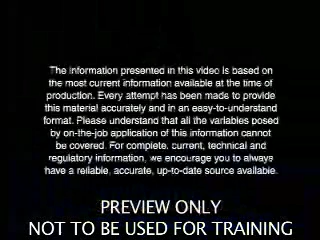 The information presented in this video is based on
the most current information available at the time of
production. Every attempt has been made to provide
this material accurately and in an easy-to-understand
format. Please understand that all the variables posed
by on-the-job application of this information cannot
be covered. For complete, current, technical and
regulatory information, we encourage you to always
have a reliable, accurate, up-to-date source available.
PREVIEW ONLY
NOT TO BE USED FOR TRAINING